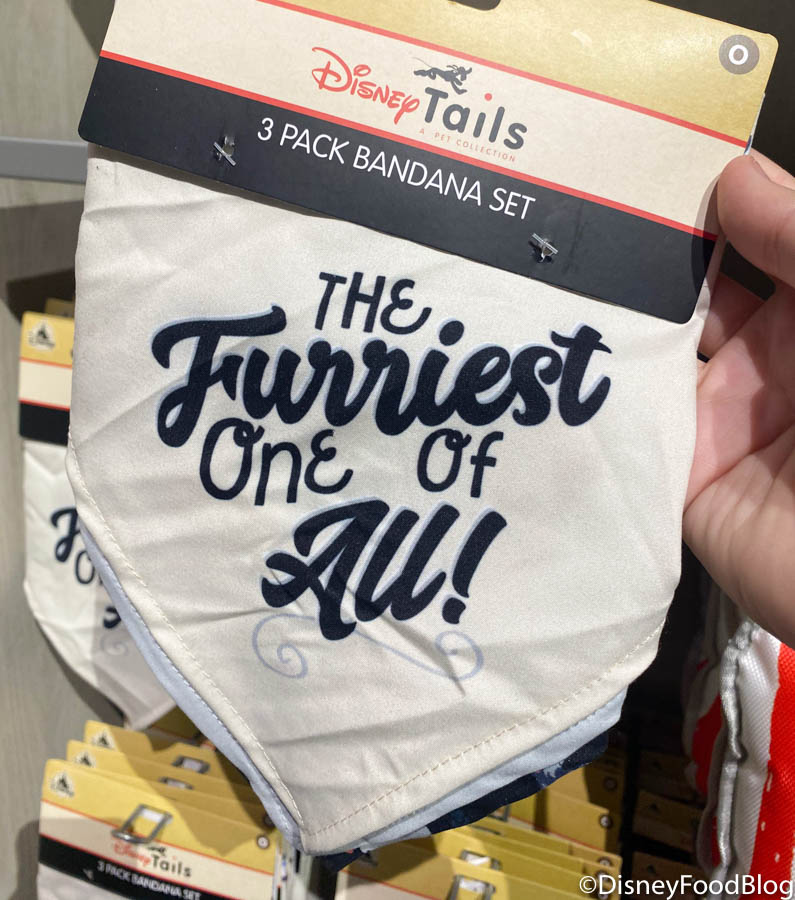 O
Disney Tails
A PET COLLECTION
3 PACK BANDANA SET
THE
Furriest
One Of
All!
Disney Tails
3 PACK BANDANA SET
©DisneyFoodBlog